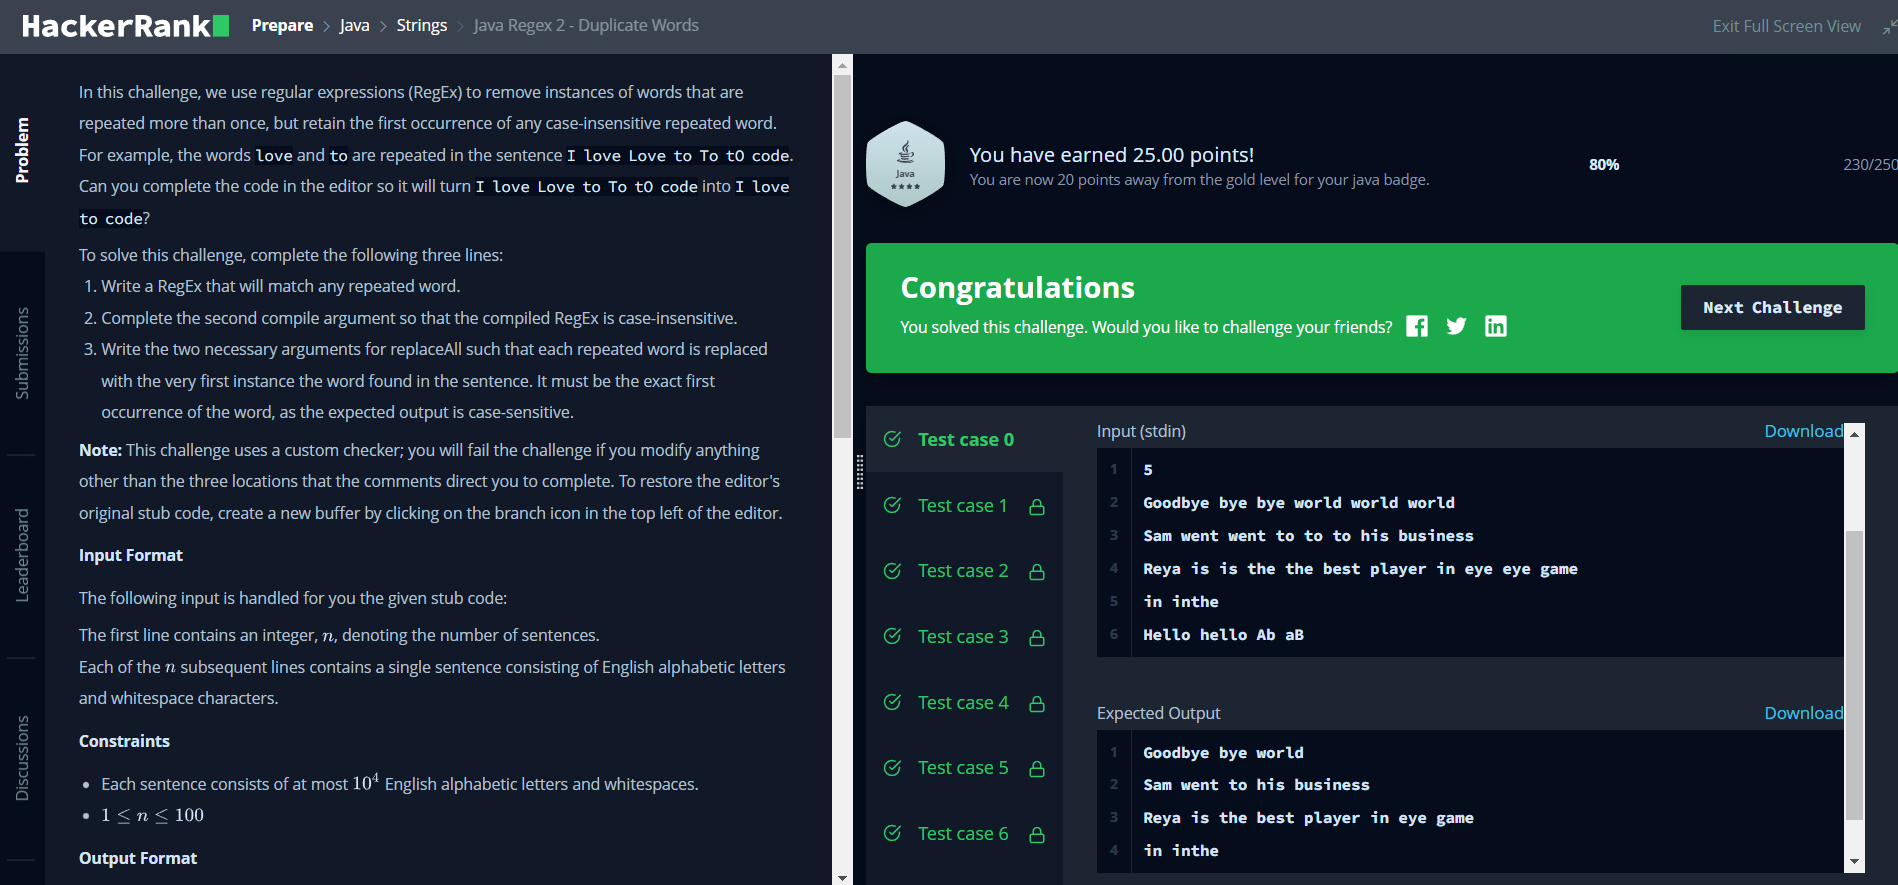 HackerRank
Prepare > Java > Strings > Java Regex 2 - Duplicate Words
Exit Full Screen View
Problem
Submissions
Leaderboard
Discussions
In this challenge, we use regular expressions (RegEx) to remove instances of words that are
repeated more than once, but retain the first occurrence of any case-insensitive repeated word.
For example, the words love and to are repeated in the sentence I love Love to To tO code.
Can you complete the code in the editor so it will turn I love Love to To tO code into I love
to code?
To solve this challenge, complete the following three lines:
1. Write a RegEx that will match any repeated word.
2. Complete the second compile argument so that the compiled RegEx is case-insensitive.
3. Write the two necessary arguments for replaceAll such that each repeated word is replaced
with the very first instance the word found in the sentence. It must be the exact first
occurrence of the word, as the expected output is case-sensitive.
Note: This challenge uses a custom checker; you will fail the challenge if you modify anything
other than the three locations that the comments direct you to complete. To restore the editor's
original stub code, create a new buffer by clicking on the branch icon in the top left of the editor.
Input Format
The following input is handled for you the given stub code:
The first line contains an integer, n, denoting the number of sentences.
Each of the n subsequent lines contains a single sentence consisting of English alphabetic letters
and whitespace characters.
Constraints
• Each sentence consists of at most 10⁴ English alphabetic letters and whitespaces.
• 1 ≤ n ≤ 100
Output Format
Java
★★★★
You have earned 25.00 points!
You are now 20 points away from the gold level for your java badge.
80%
230/250
Congratulations
You solved this challenge. Would you like to challenge your friends?
Next Challenge
Test case 0
Test case 1
Test case 2
Test case 3
Test case 4
Test case 5
Test case 6
Input (stdin)
Download
1 5
2 Goodbye bye bye world world world
3 Sam went went to to to his business
4 Reya is is the the best player in eye eye game
5 in inthe
6 Hello hello Ab aB
Expected Output
Download
1 Goodbye bye world
2 Sam went to his business
3 Reya is the best player in eye game
4 in inthe